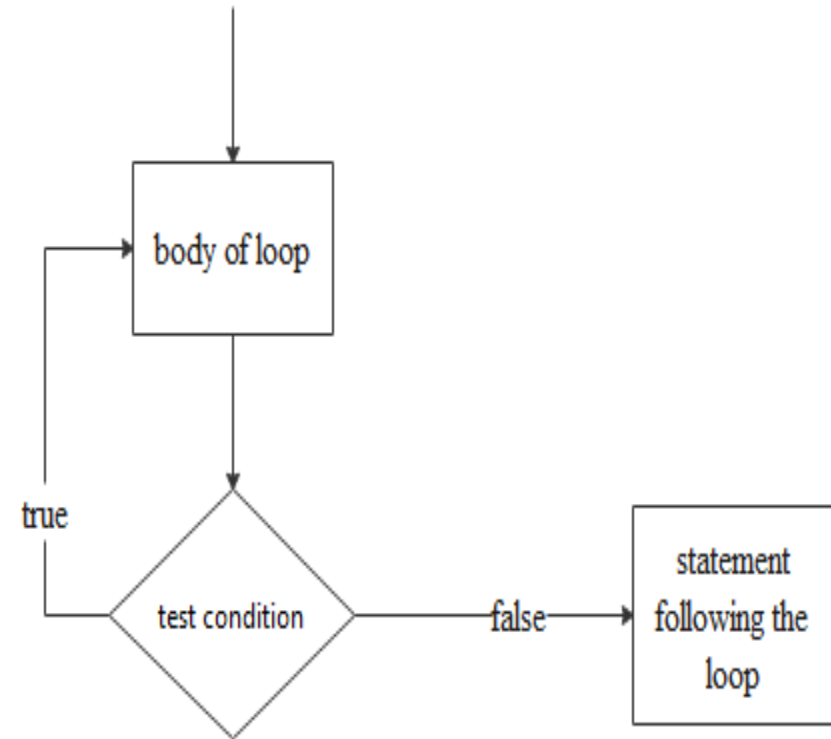 body of loop
true
test condition
false
statement
following the
loop